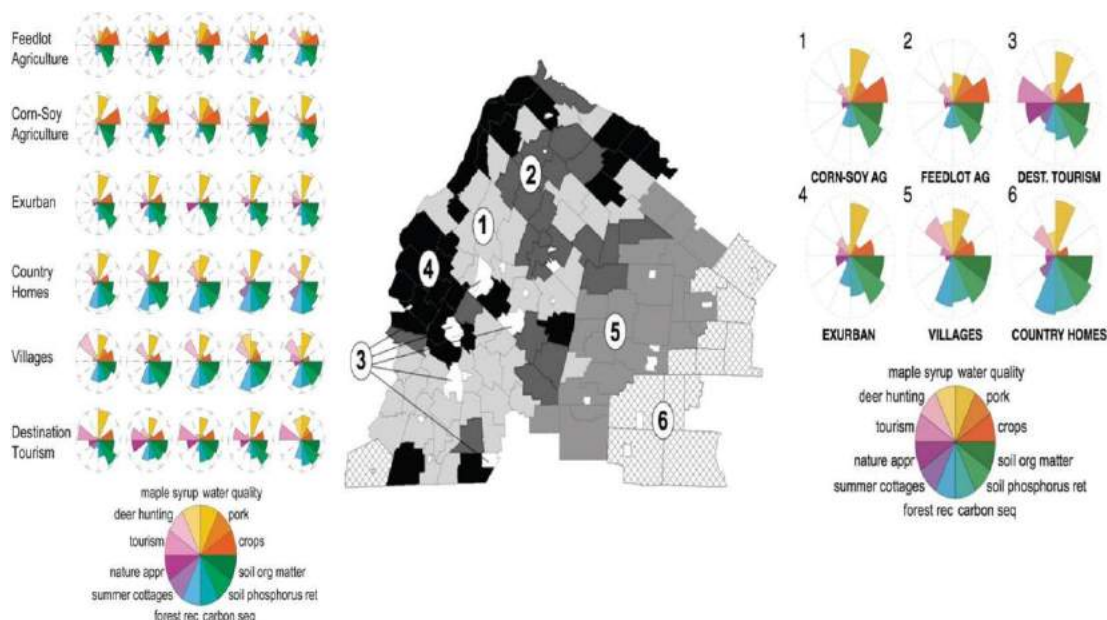 Feedlot
Agriculture
Corn-Soy
Agriculture
Exurban
Country
Homes
Villages
Destination
Tourism
maple syrup water quality
deer hunting pork
tourism crops
nature appr soil org matter
summer cottages soil phosphorus ret
forest rec carbon seq
1
2
3
4
5
6
1 2 3
CORN-SOY AG FEEDLOT AG DEST. TOURISM
4 5 6
EXURBAN VILLAGES COUNTRY HOMES
maple syrup water quality
deer hunting pork
tourism crops
nature appr soil org matter
summer cottages soil phosphorus ret
forest rec carbon seq